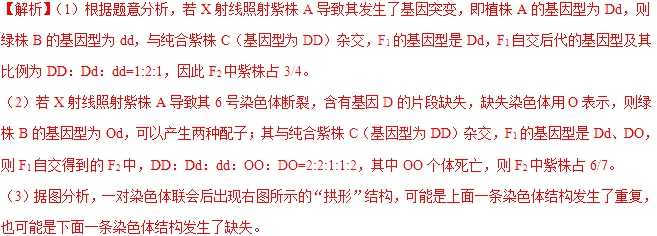 【解析】（1）根据题意分析，若 X 射线照射紫株 A 导致其发生了基因突变，即植株 A 的基因型为 Dd，则
绿株 B 的基因型为 dd，与纯合紫株 C（基因型为 DD）杂交，F₁ 的基因型是 Dd，F₁ 自交后代的基因型及其
比例为 DD：Dd：dd=1:2:1，因此 F₂ 中紫株占 3/4。
（2）若 X 射线照射紫株 A 导致其 6 号染色体断裂，含有基因 D 的片段缺失，缺失染色体用 O 表示，则绿
株 B 的基因型为 Od，可以产生两种配子；其与纯合紫株 C（基因型为 DD）杂交，F₁ 的基因型是 Dd、DO，
则 F₁ 自交得到的 F₂ 中，DD：Dd：dd：OO：DO=2:2:1:1:2，其中 OO 个体死亡，则 F₂ 中紫株占 6/7。
（3）据图分析，一对染色体联会后出现右图所示的“拱形”结构，可能是上面一条染色体结构发生了重复，
也可能是下面一条染色体结构发生了缺失。